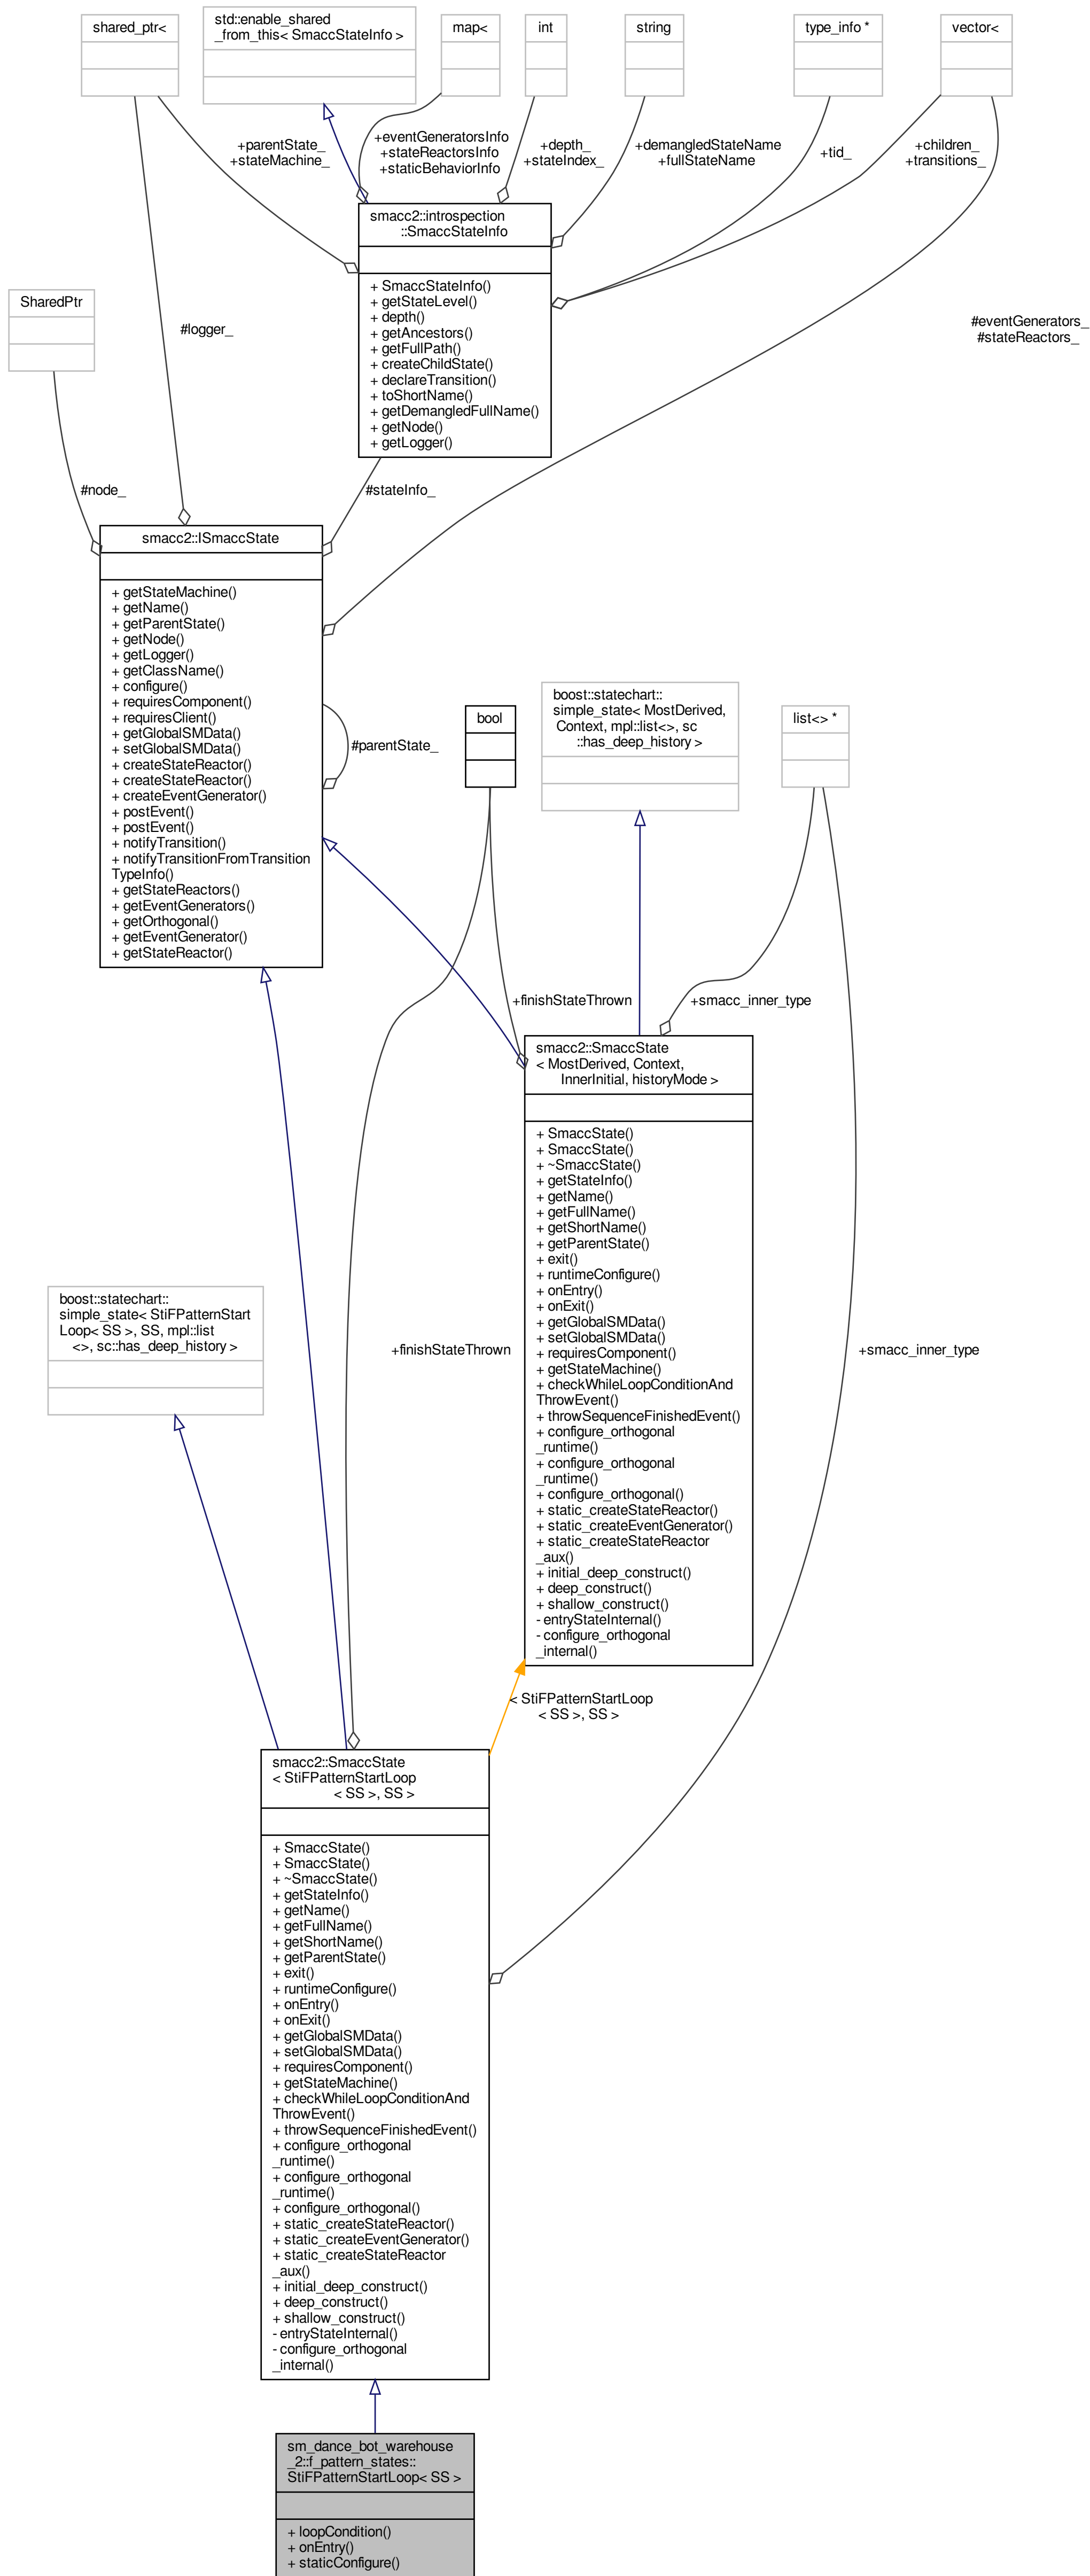 shared_ptr<
std::enable_shared
_from_this< SmaccStateInfo >
map<
int
string
type_info *
vector<
+parentState_
+stateMachine_
+eventGeneratorsInfo
+stateReactorsInfo
+staticBehaviorInfo
+depth_
+stateIndex_
+demangledStateName
+fullStateName
+tid_
+children_
+transitions_
smacc2::introspection
::SmaccStateInfo
+ SmaccStateInfo()
+ getStateLevel()
+ depth()
+ getAncestors()
+ getFullPath()
+ createChildState()
+ declareTransition()
+ toShortName()
+ getDemangledFullName()
+ getNode()
+ getLogger()
SharedPtr
#logger_
#eventGenerators_
#stateReactors_
#node_
#stateInfo_
smacc2::ISmaccState
+ getStateMachine()
+ getName()
+ getParentState()
+ getNode()
+ getLogger()
+ getClassName()
+ configure()
+ requiresComponent()
+ requiresClient()
+ getGlobalSMData()
+ setGlobalSMData()
+ createStateReactor()
+ createStateReactor()
+ createEventGenerator()
+ postEvent()
+ postEvent()
+ notifyTransition()
+ notifyTransitionFromTransition
TypeInfo()
+ getStateReactors()
+ getEventGenerators()
+ getOrthogonal()
+ getEventGenerator()
+ getStateReactor()
#parentState_
bool
boost::statechart::
simple_state< MostDerived,
Context, mpl::list<>, sc
::has_deep_history >
list<> *
+finishStateThrown
+smacc_inner_type
smacc2::SmaccState
< MostDerived, Context,
InnerInitial, historyMode >
+ SmaccState()
+ SmaccState()
+ ~SmaccState()
+ getStateInfo()
+ getName()
+ getFullName()
+ getShortName()
+ getParentState()
+ exit()
+ runtimeConfigure()
+ onEntry()
+ onExit()
+ getGlobalSMData()
+ setGlobalSMData()
+ requiresComponent()
+ getStateMachine()
+ checkWhileLoopConditionAnd
ThrowEvent()
+ throwSequenceFinishedEvent()
+ configure_orthogonal
_runtime()
+ configure_orthogonal
_runtime()
+ configure_orthogonal()
+ static_createStateReactor()
+ static_createEventGenerator()
+ static_createStateReactor
_aux()
+ initial_deep_construct()
+ deep_construct()
+ shallow_construct()
- entryStateInternal()
- configure_orthogonal
_internal()
boost::statechart::
simple_state< StiFPatternStart
Loop< SS >, SS, mpl::list
<>, sc::has_deep_history >
+finishStateThrown
+smacc_inner_type
< StiFPatternStartLoop
< SS >, SS >
smacc2::SmaccState
< StiFPatternStartLoop
< SS >, SS >
+ SmaccState()
+ SmaccState()
+ ~SmaccState()
+ getStateInfo()
+ getName()
+ getFullName()
+ getShortName()
+ getParentState()
+ exit()
+ runtimeConfigure()
+ onEntry()
+ onExit()
+ getGlobalSMData()
+ setGlobalSMData()
+ requiresComponent()
+ getStateMachine()
+ checkWhileLoopConditionAnd
ThrowEvent()
+ throwSequenceFinishedEvent()
+ configure_orthogonal
_runtime()
+ configure_orthogonal
_runtime()
+ configure_orthogonal()
+ static_createStateReactor()
+ static_createEventGenerator()
+ static_createStateReactor
_aux()
+ initial_deep_construct()
+ deep_construct()
+ shallow_construct()
- entryStateInternal()
- configure_orthogonal
_internal()
sm_dance_bot_warehouse
_2::f_pattern_states::
StiFPatternStartLoop< SS >
+ loopCondition()
+ onEntry()
+ staticConfigure()